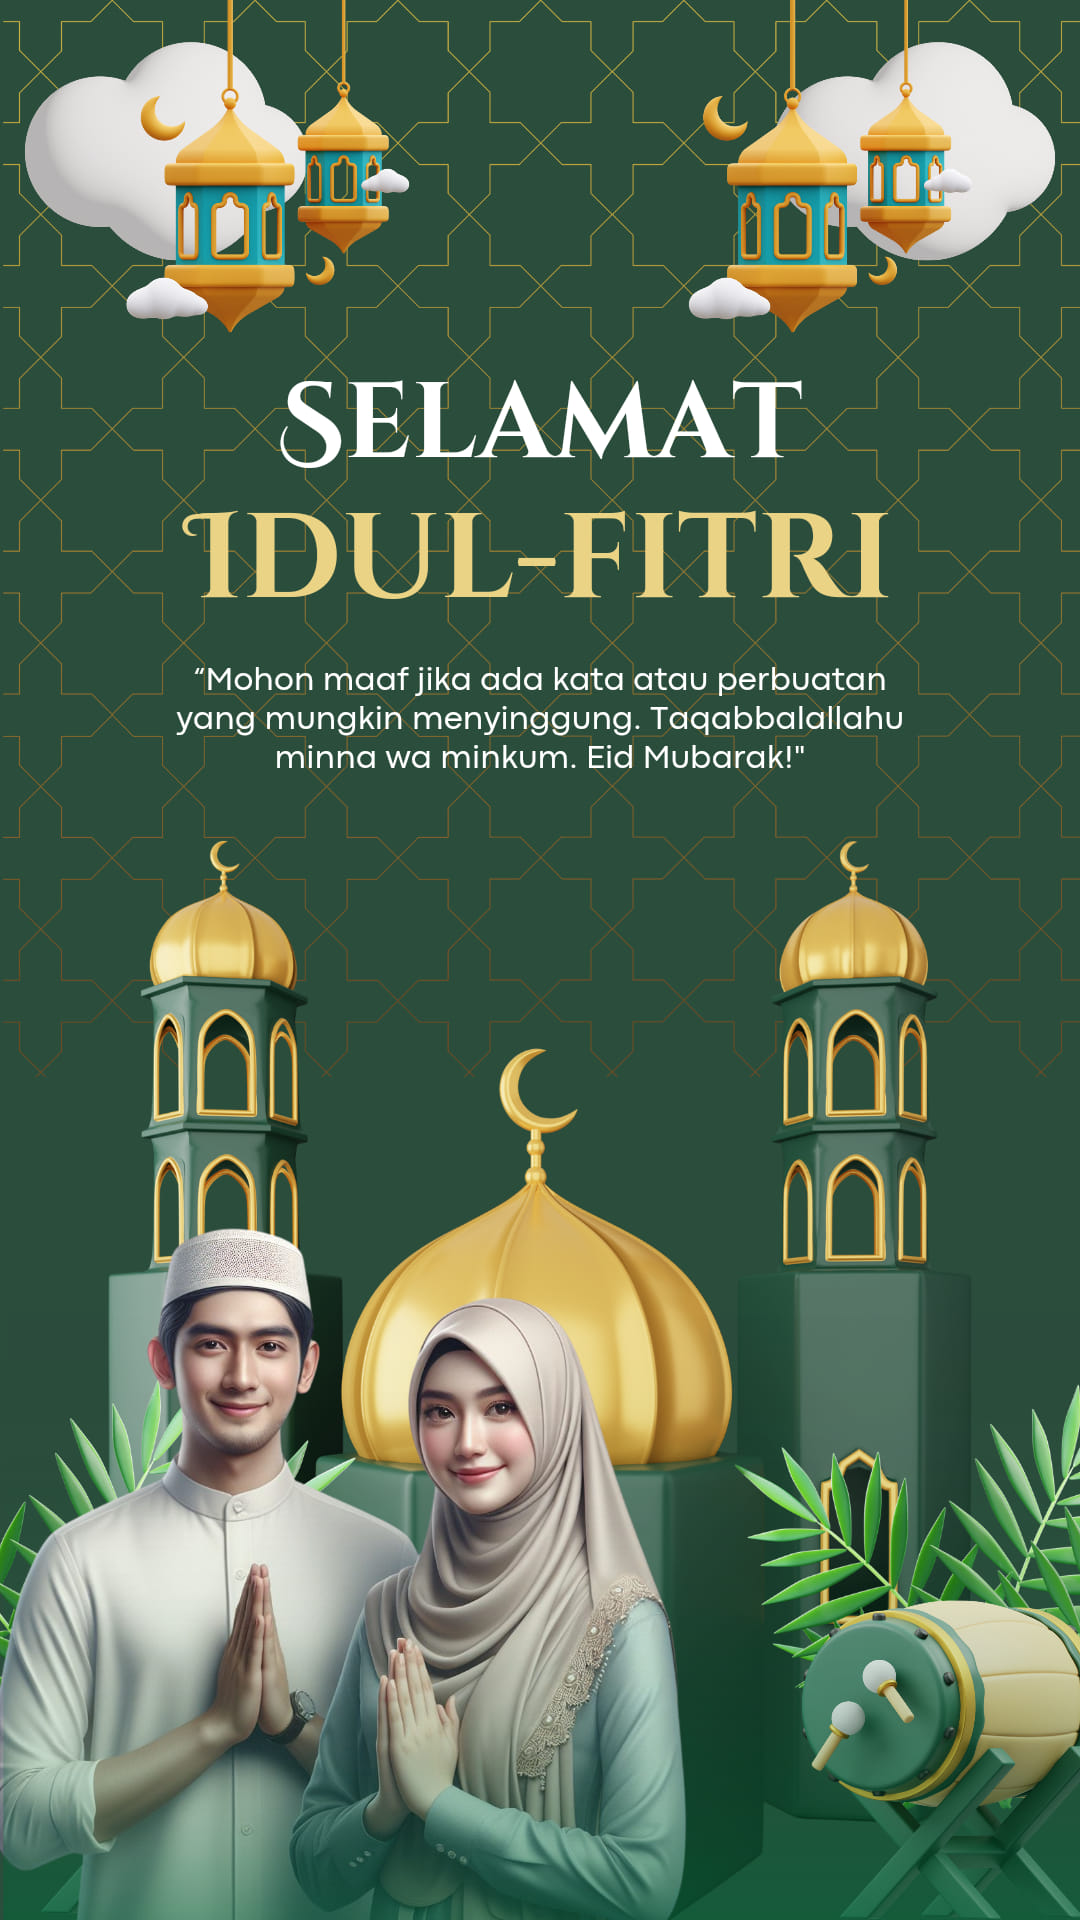 SELAMAT
IDUL-FITRI
“Mohon maaf jika ada kata atau perbuatan
yang mungkin menyinggung. Taqabbalallahu
minna wa minkum. Eid Mubarak!"